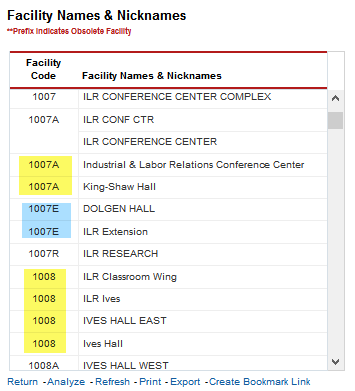 Facility Names & Nicknames
**Prefix Indicates Obsolete Facility
Facility Code Facility Names & Nicknames
1007 ILR CONFERENCE CENTER COMPLEX
1007A ILR CONF CTR
ILR CONFERENCE CENTER
1007A Industrial & Labor Relations Conference Center
1007A King-Shaw Hall
1007E DOLGEN HALL
1007E ILR Extension
1007R ILR RESEARCH
1008 ILR Classroom Wing
1008 ILR Ives
1008 IVES HALL EAST
1008 Ives Hall
1008A IVES HALL WEST
Return - Analyze - Refresh - Print - Export - Create Bookmark Link